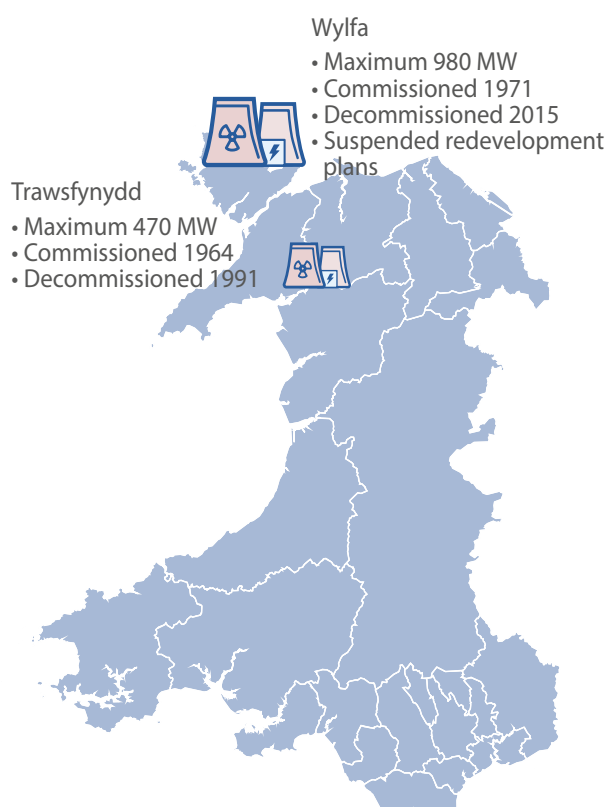 Wylfa
• Maximum 980 MW
• Commissioned 1971
• Decommissioned 2015
• Suspended redevelopment
plans
Trawsfynydd
• Maximum 470 MW
• Commissioned 1964
• Decommissioned 1991